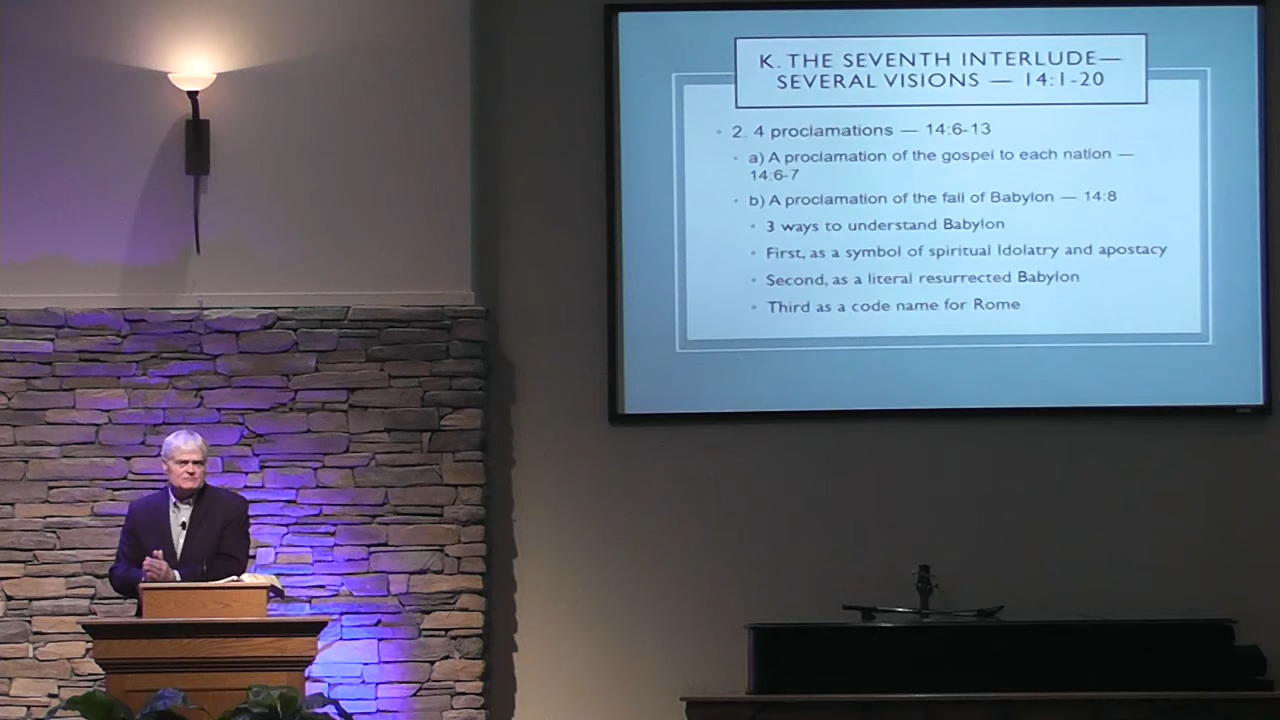 K. THE SEVENTH INTERLUDE—
SEVERAL VISIONS — 14:1-20
• 2. 4 proclamations — 14:6-13
• a) A proclamation of the gospel to each nation —
14:6-7
• b) A proclamation of the fall of Babylon — 14:8
• 3 ways to understand Babylon
• First, as a symbol of spiritual Idolatry and apostacy
• Second, as a literal resurrected Babylon
• Third as a code name for Rome